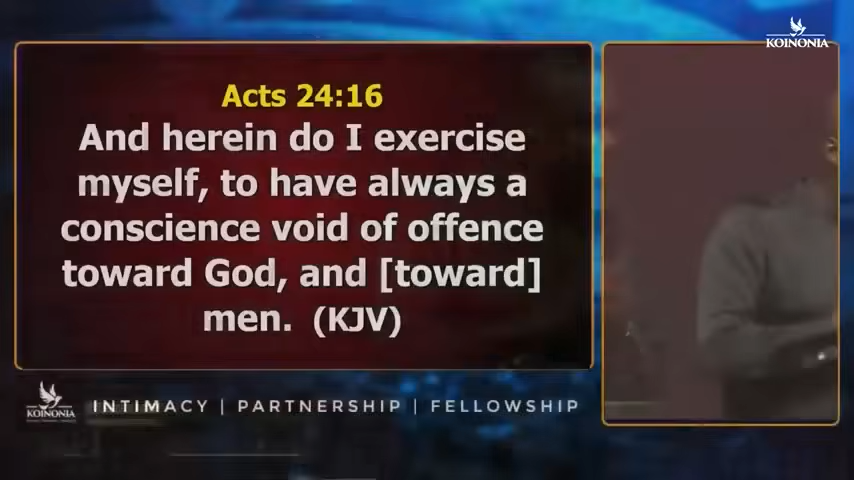 KOINONIA
Acts 24:16
And herein do I exercise
myself, to have always a
conscience void of offence
toward God, and [toward]
men. (KJV)
KOINONIA
INTIMACY | PARTNERSHIP | FELLOWSHIP